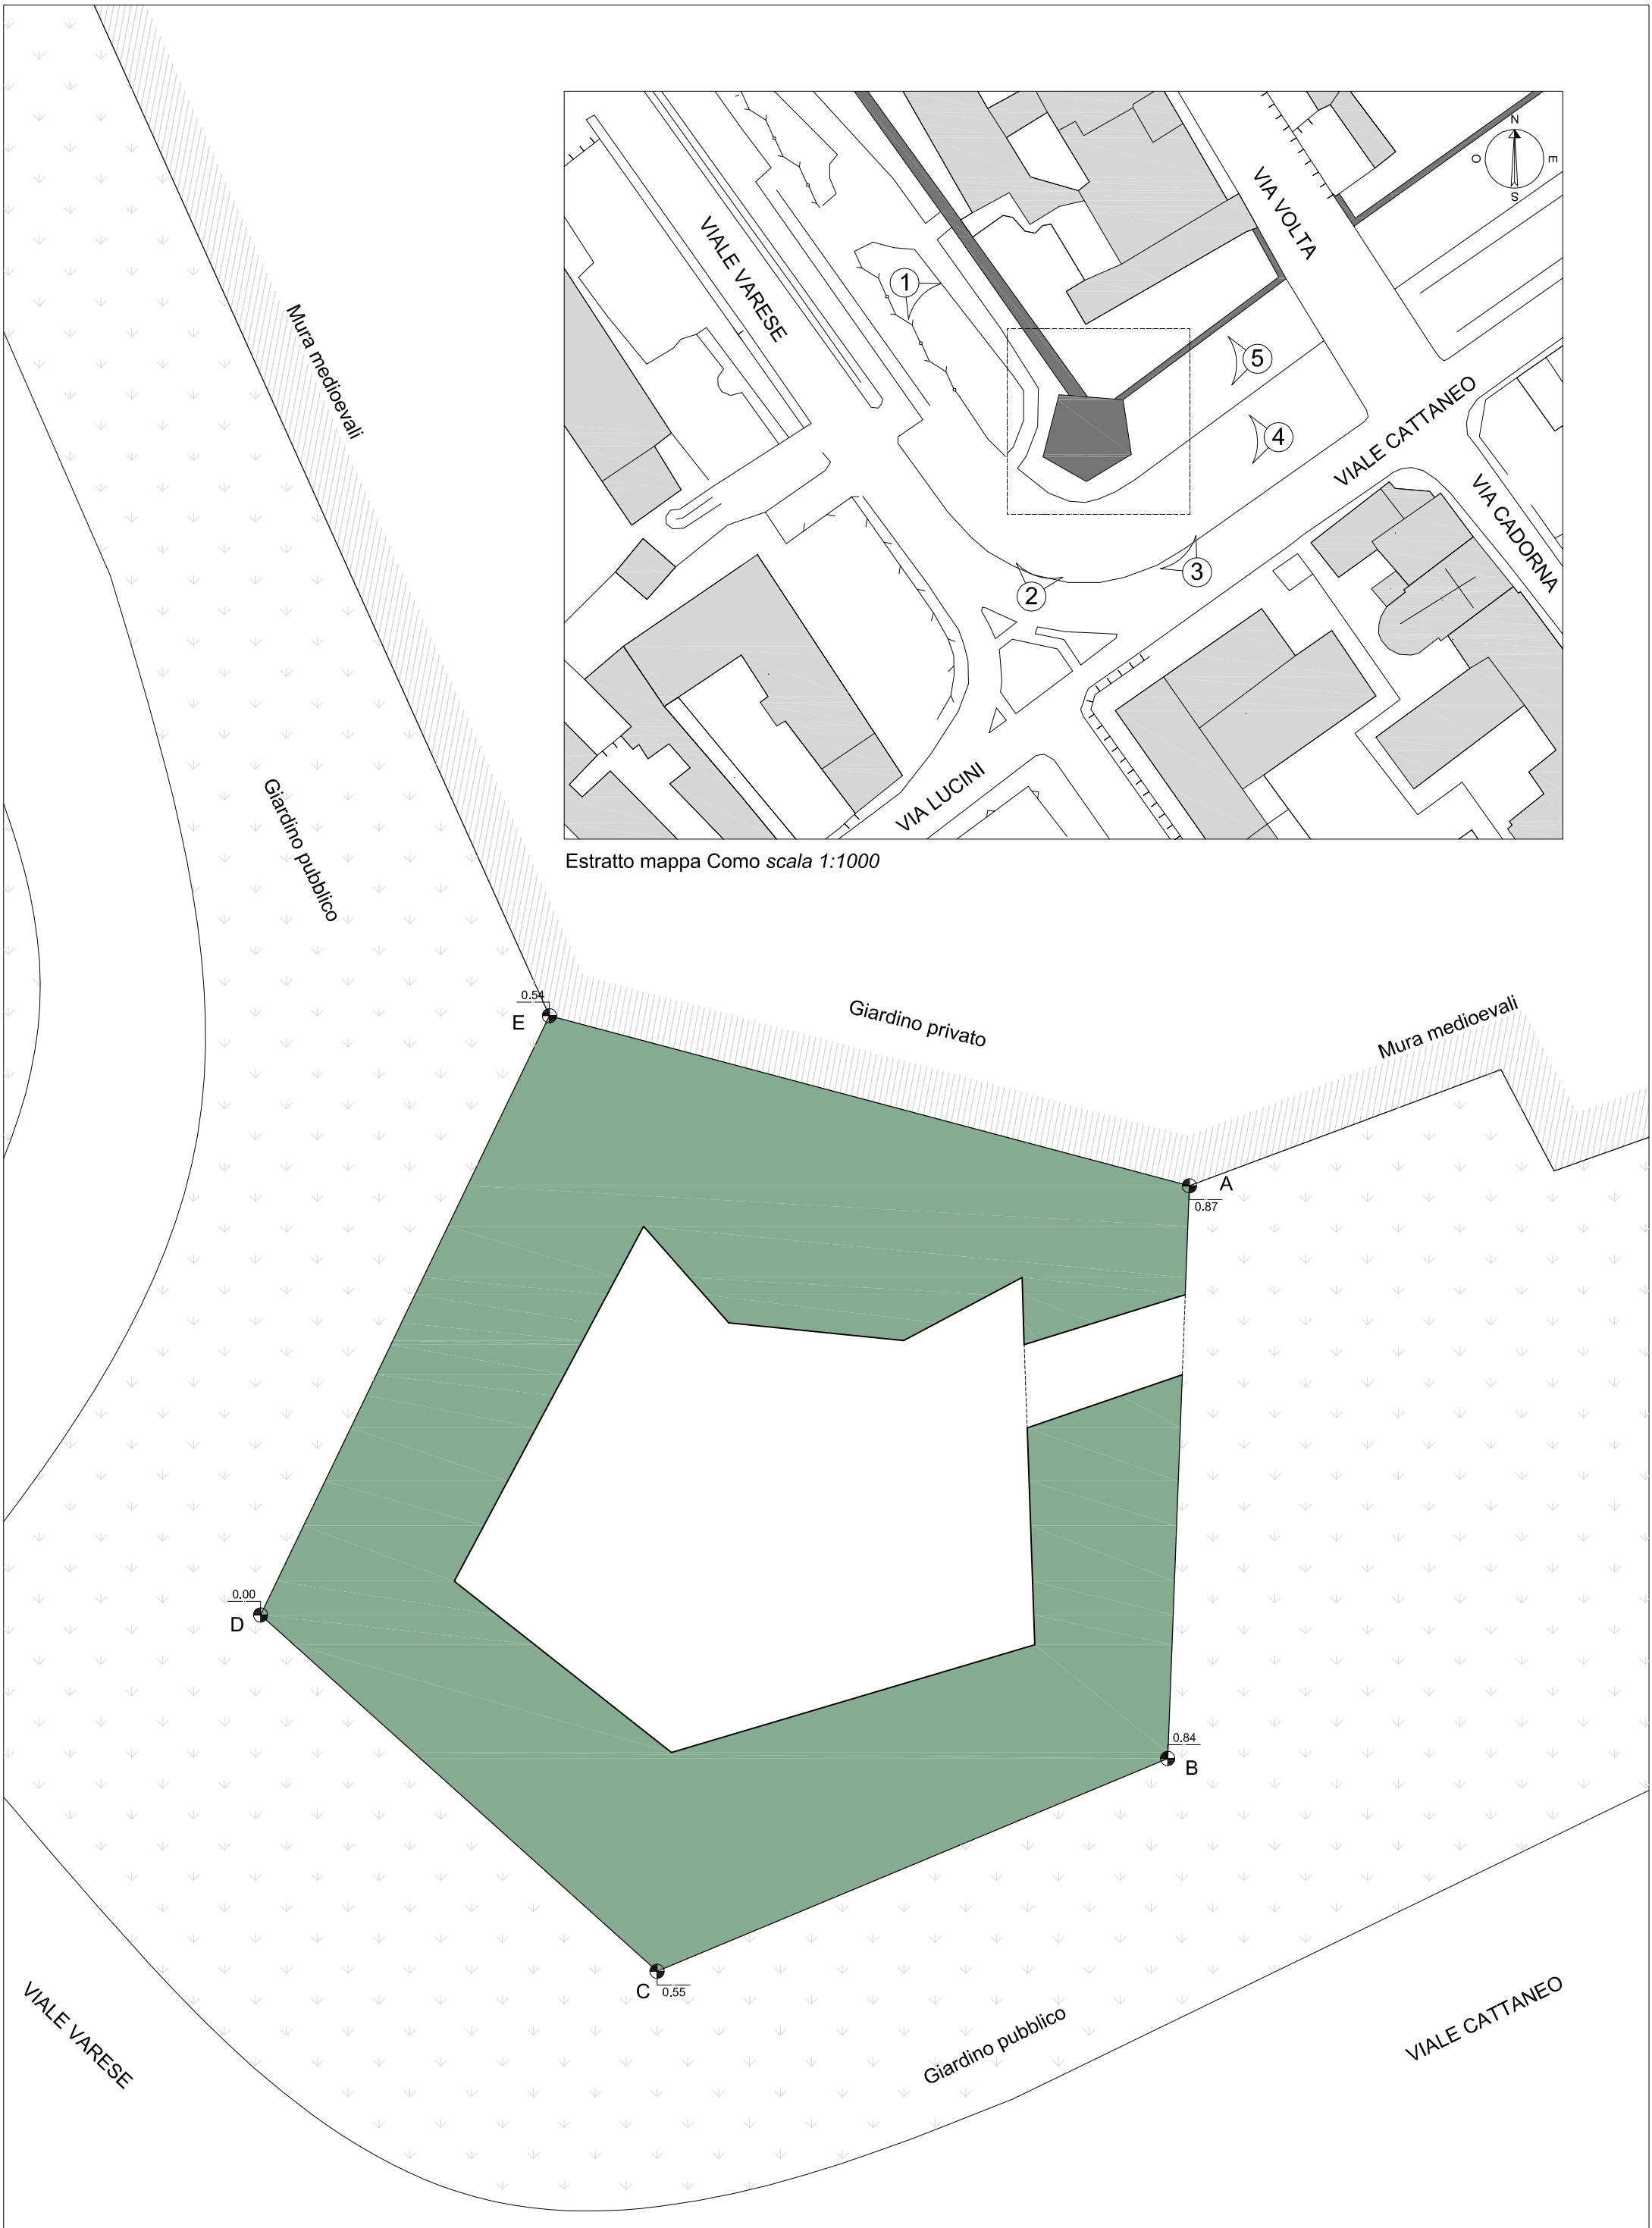 N
O
E
S
VIA VOLTA
VIALE VARESE
1
5
4
VIALE CATTANEO
VIA CADORNA
3
2
VIA LUCINI
Estratto mappa Como scala 1:1000
Mura medioevali
Giardino pubblico
0.54
E
Giardino privato
Mura medioevali
A
0.87
0.00
D
0.84
B
C
0.55
VIALE VARESE
Giardino pubblico
VIALE CATTANEO